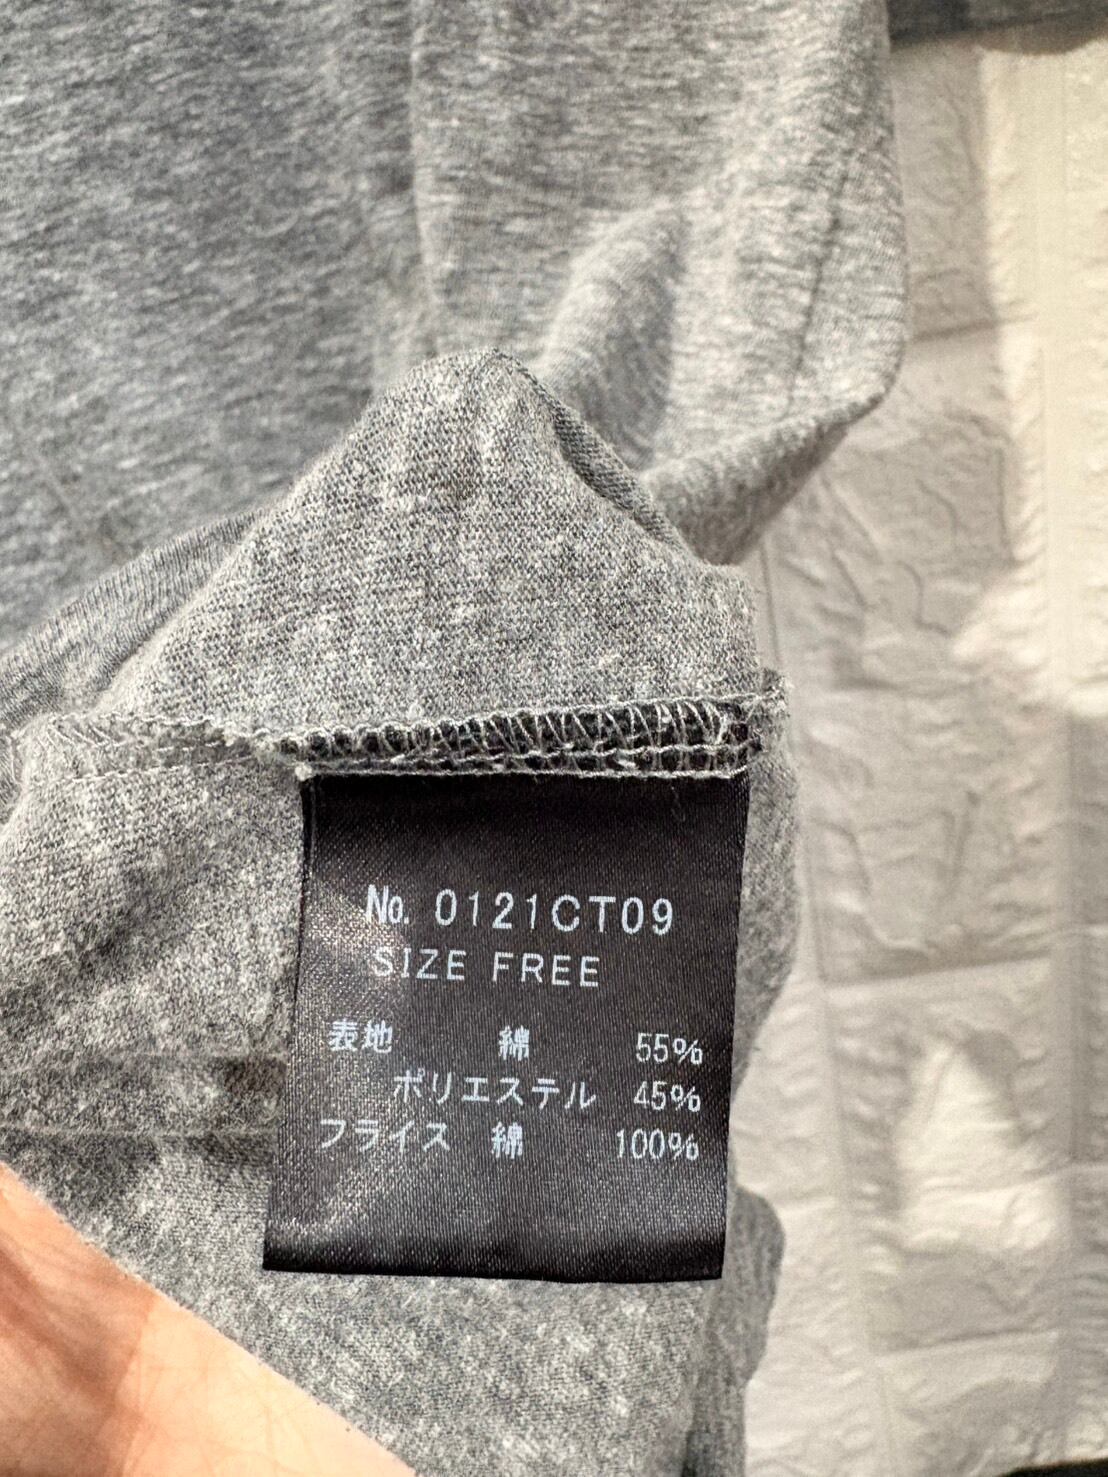 No. 0121CT09
SIZE FREE
表地 綿 55%
ポリエステル 45%
フライス 綿 100%